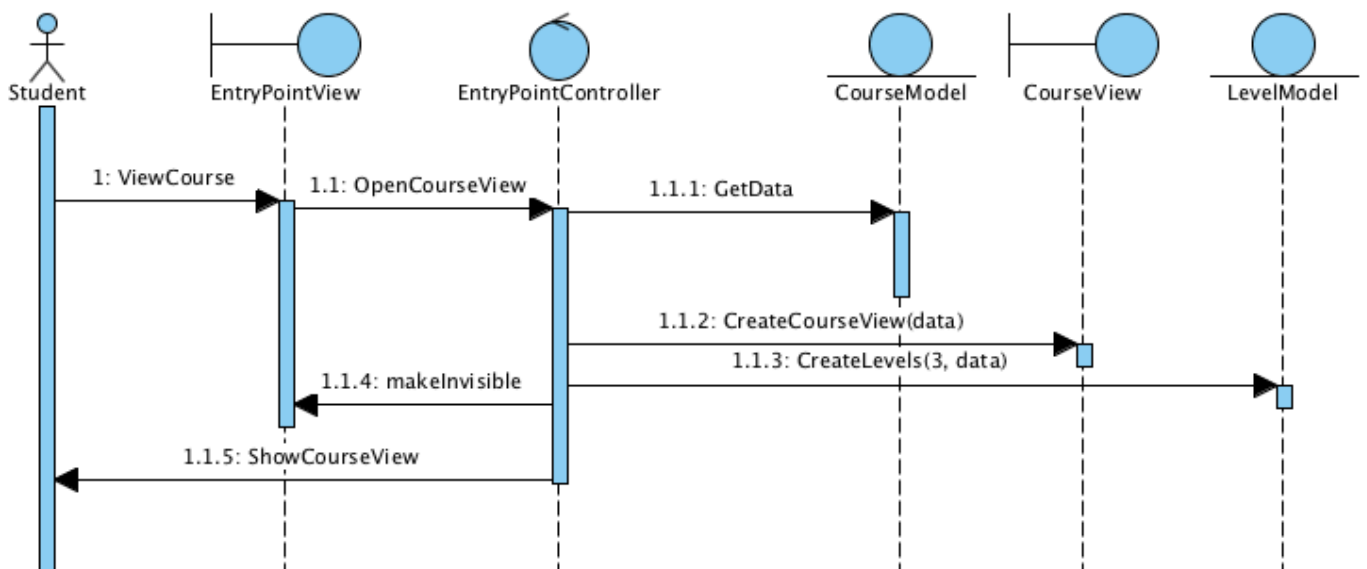 Student
EntryPointView
EntryPointController
CourseModel
CourseView
LevelModel
1: ViewCourse
1.1: OpenCourseView
1.1.1: GetData
1.1.2: CreateCourseView(data)
1.1.3: CreateLevels(3, data)
1.1.4: makeInvisible
1.1.5: ShowCourseView